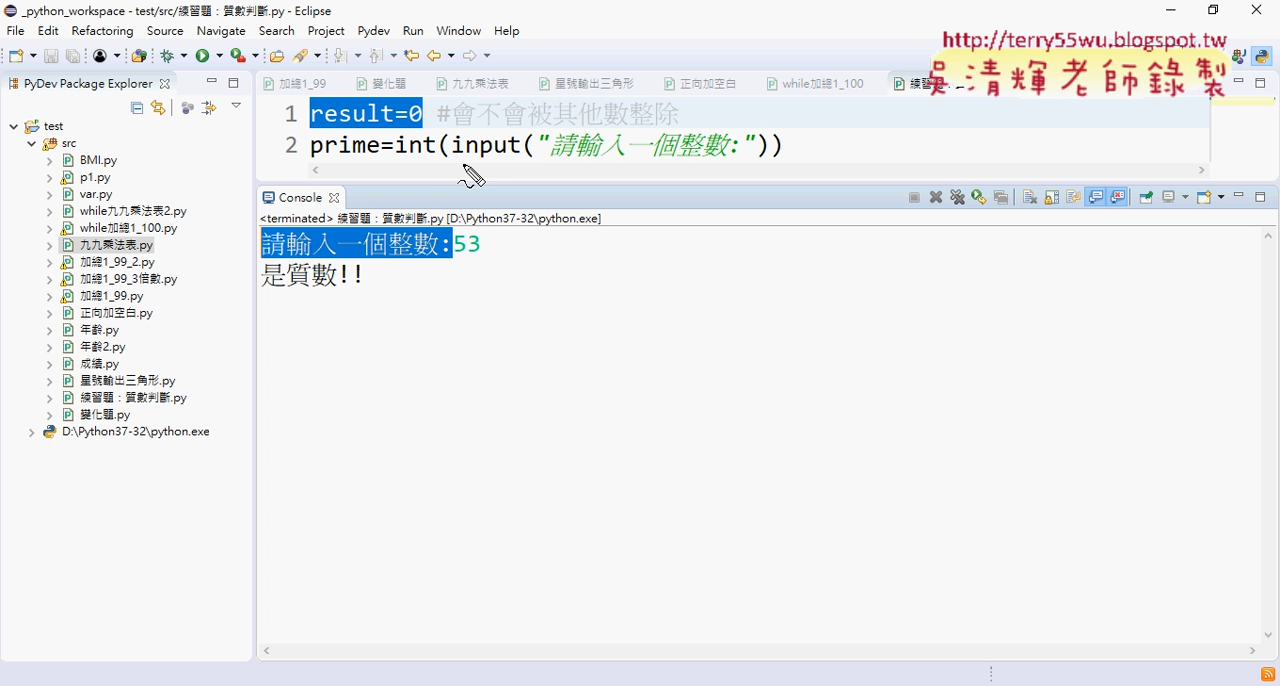 _python_workspace - test/src/練習題：質數判斷.py - Eclipse
File Edit Refactoring Source Navigate Search Project Pydev Run Window Help
http://terry55wu.blogspot.tw
吳清輝老師錄製
PyDev Package Explorer
加總1_99 變化題 九九乘法表 星號輸出三角形 正向加空白 while加總1_100
test
src
BMI.py
p1.py
var.py
while九九乘法表2.py
while加總1_100.py
九九乘法表.py
加總1_99_2.py
加總1_99_3倍數.py
加總1_99.py
正向加空白.py
年齡.py
年齡2.py
成績.py
星號輸出三角形.py
練習題：質數判斷.py
變化題.py
D:\Python37-32\python.exe
1 result=0 #會不會被其他數整除
2 prime=int(input("請輸入一個整數:"))
Console
<terminated> 練習題：質數判斷.py [D:\Python37-32\python.exe]
請輸入一個整數:53
是質數!!